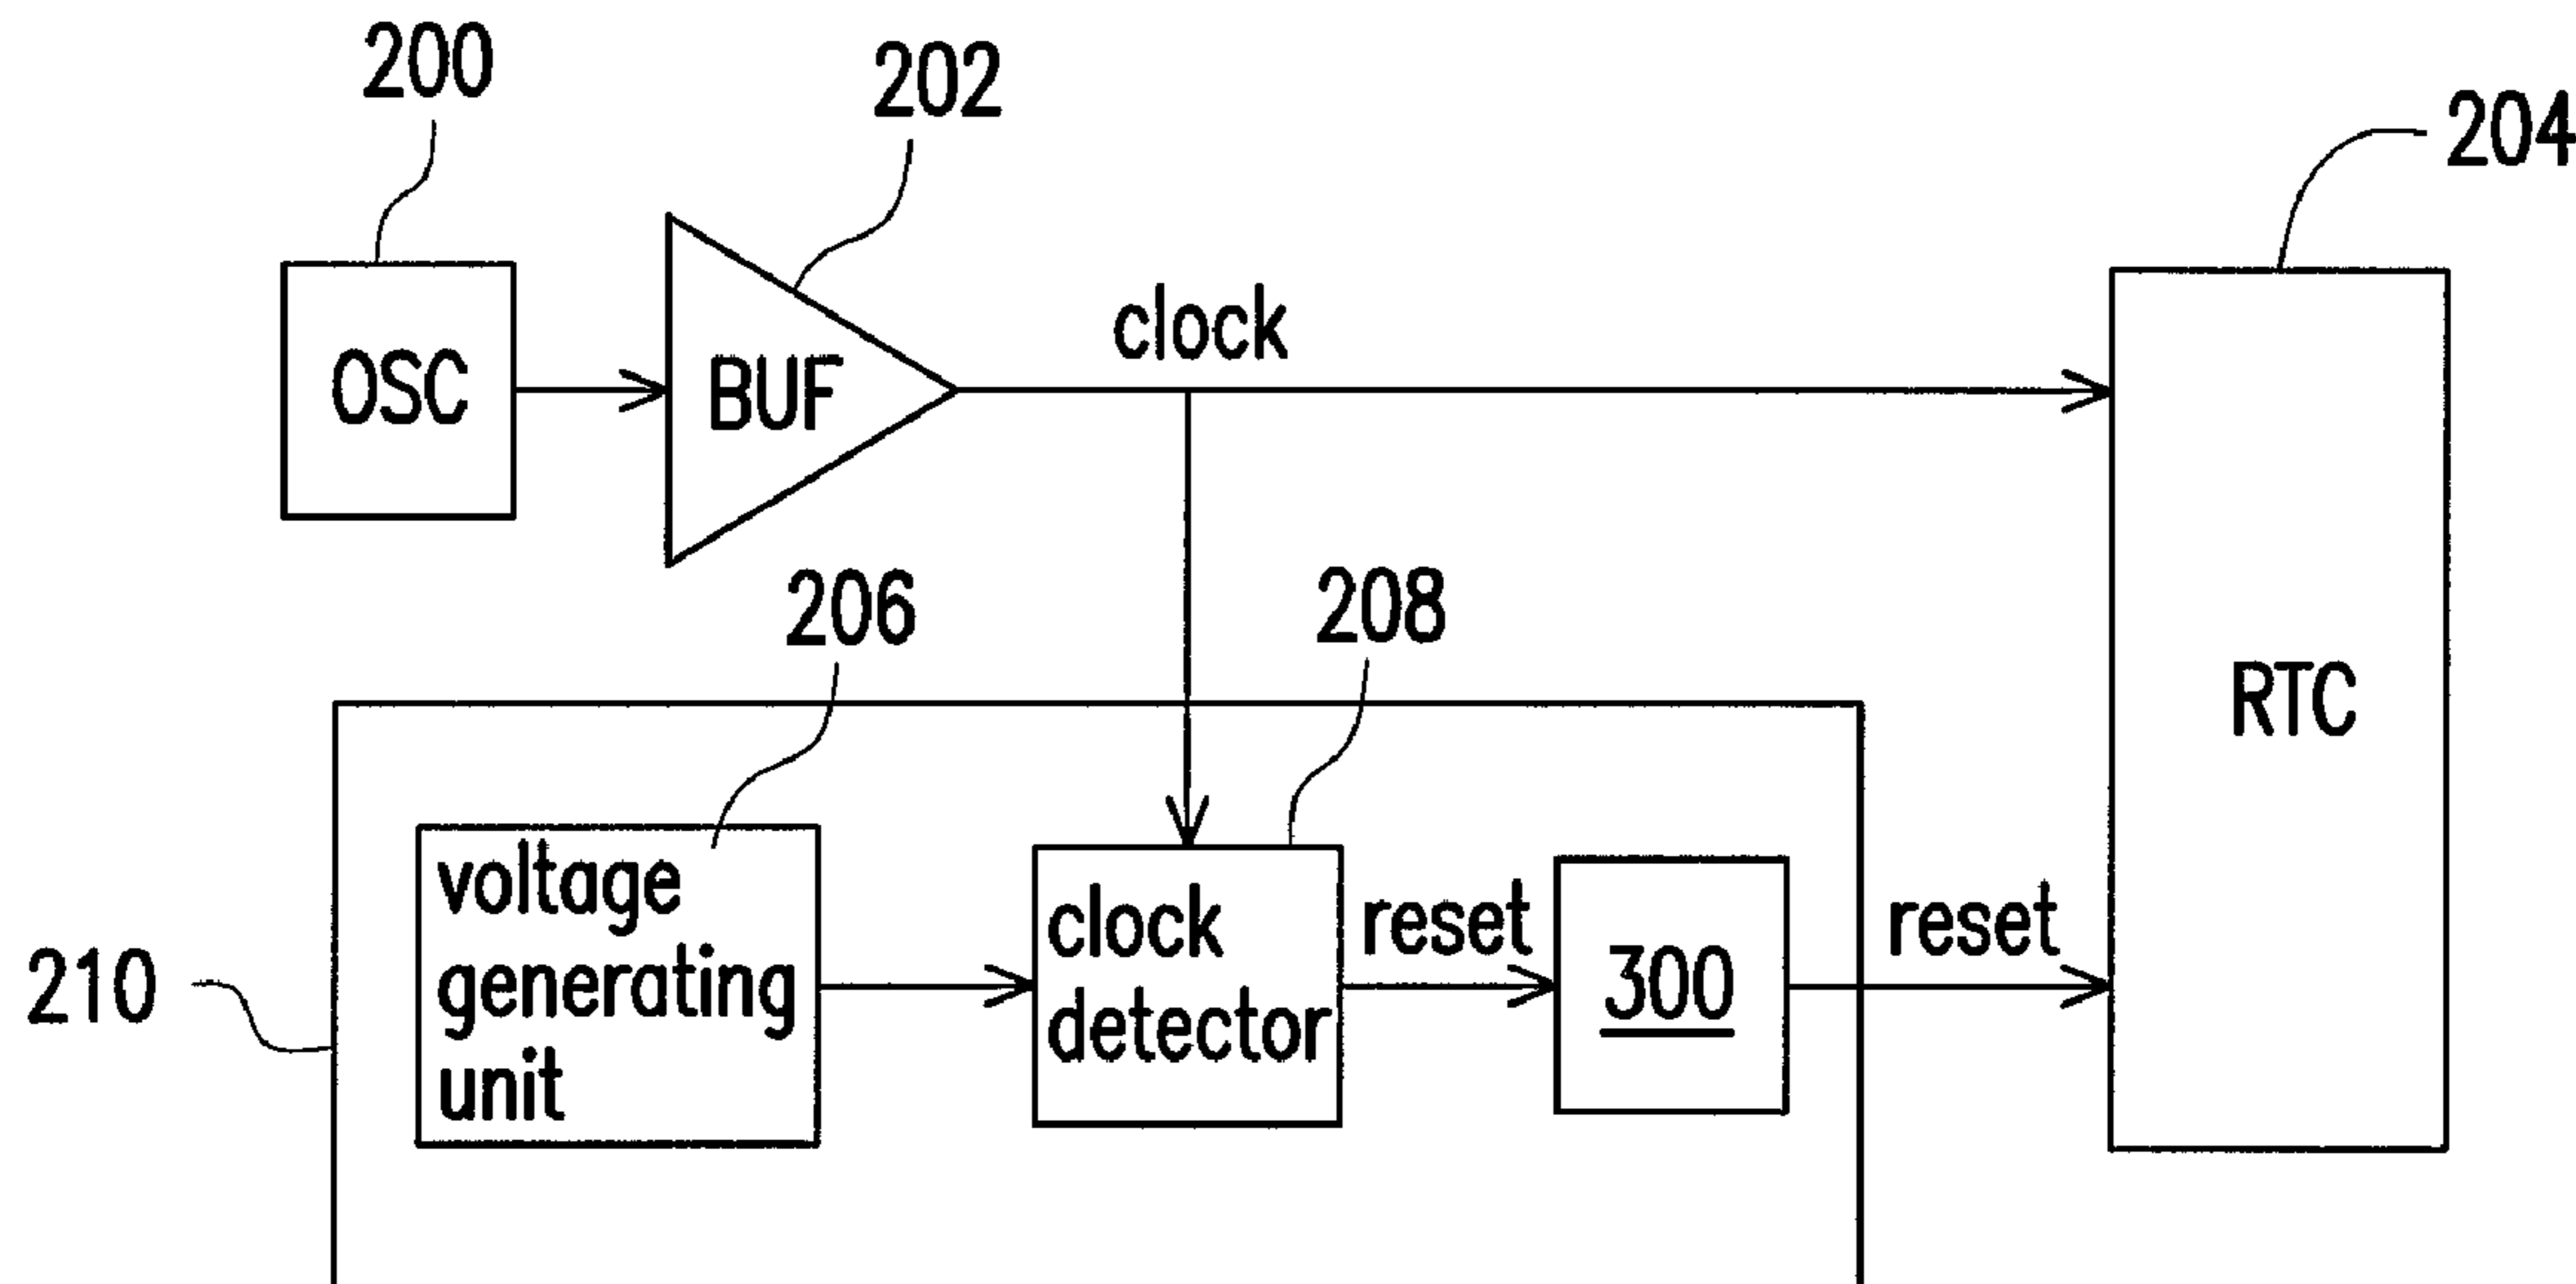 200
202
204
clock
OSC
BUF
206
208
RTC
voltage
generating
unit
clock
detector
reset
300
reset
210